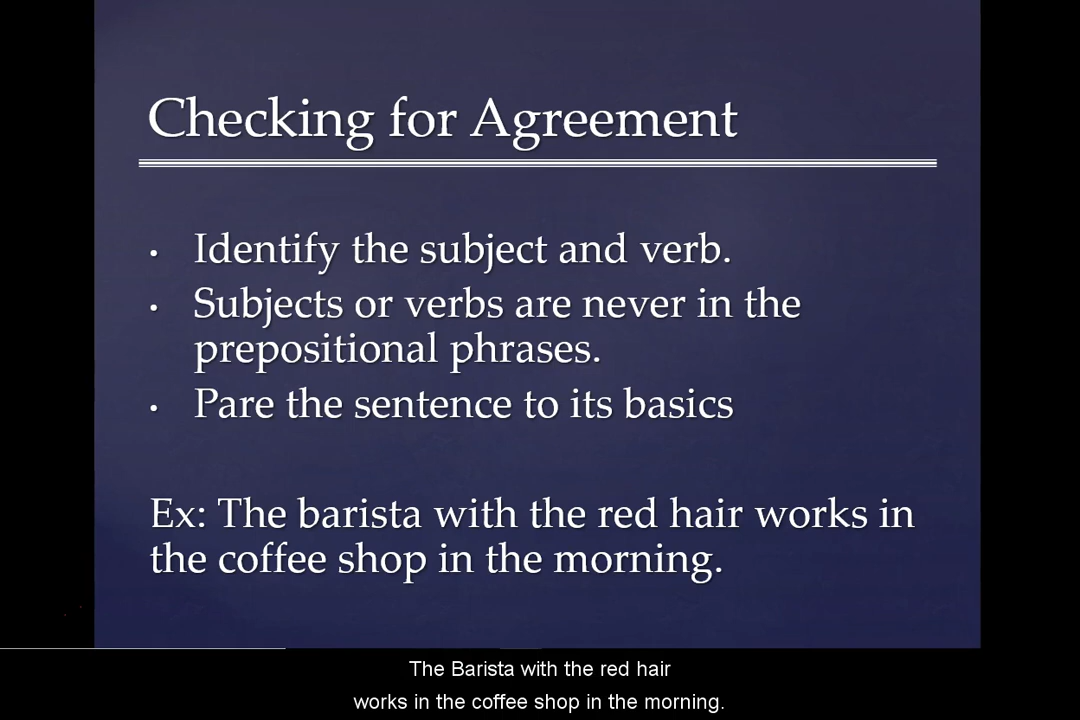 Checking for Agreement
• Identify the subject and verb.
• Subjects or verbs are never in the
prepositional phrases.
• Pare the sentence to its basics
Ex: The barista with the red hair works in
the coffee shop in the morning.
The Barista with the red hair
works in the coffee shop in the morning.